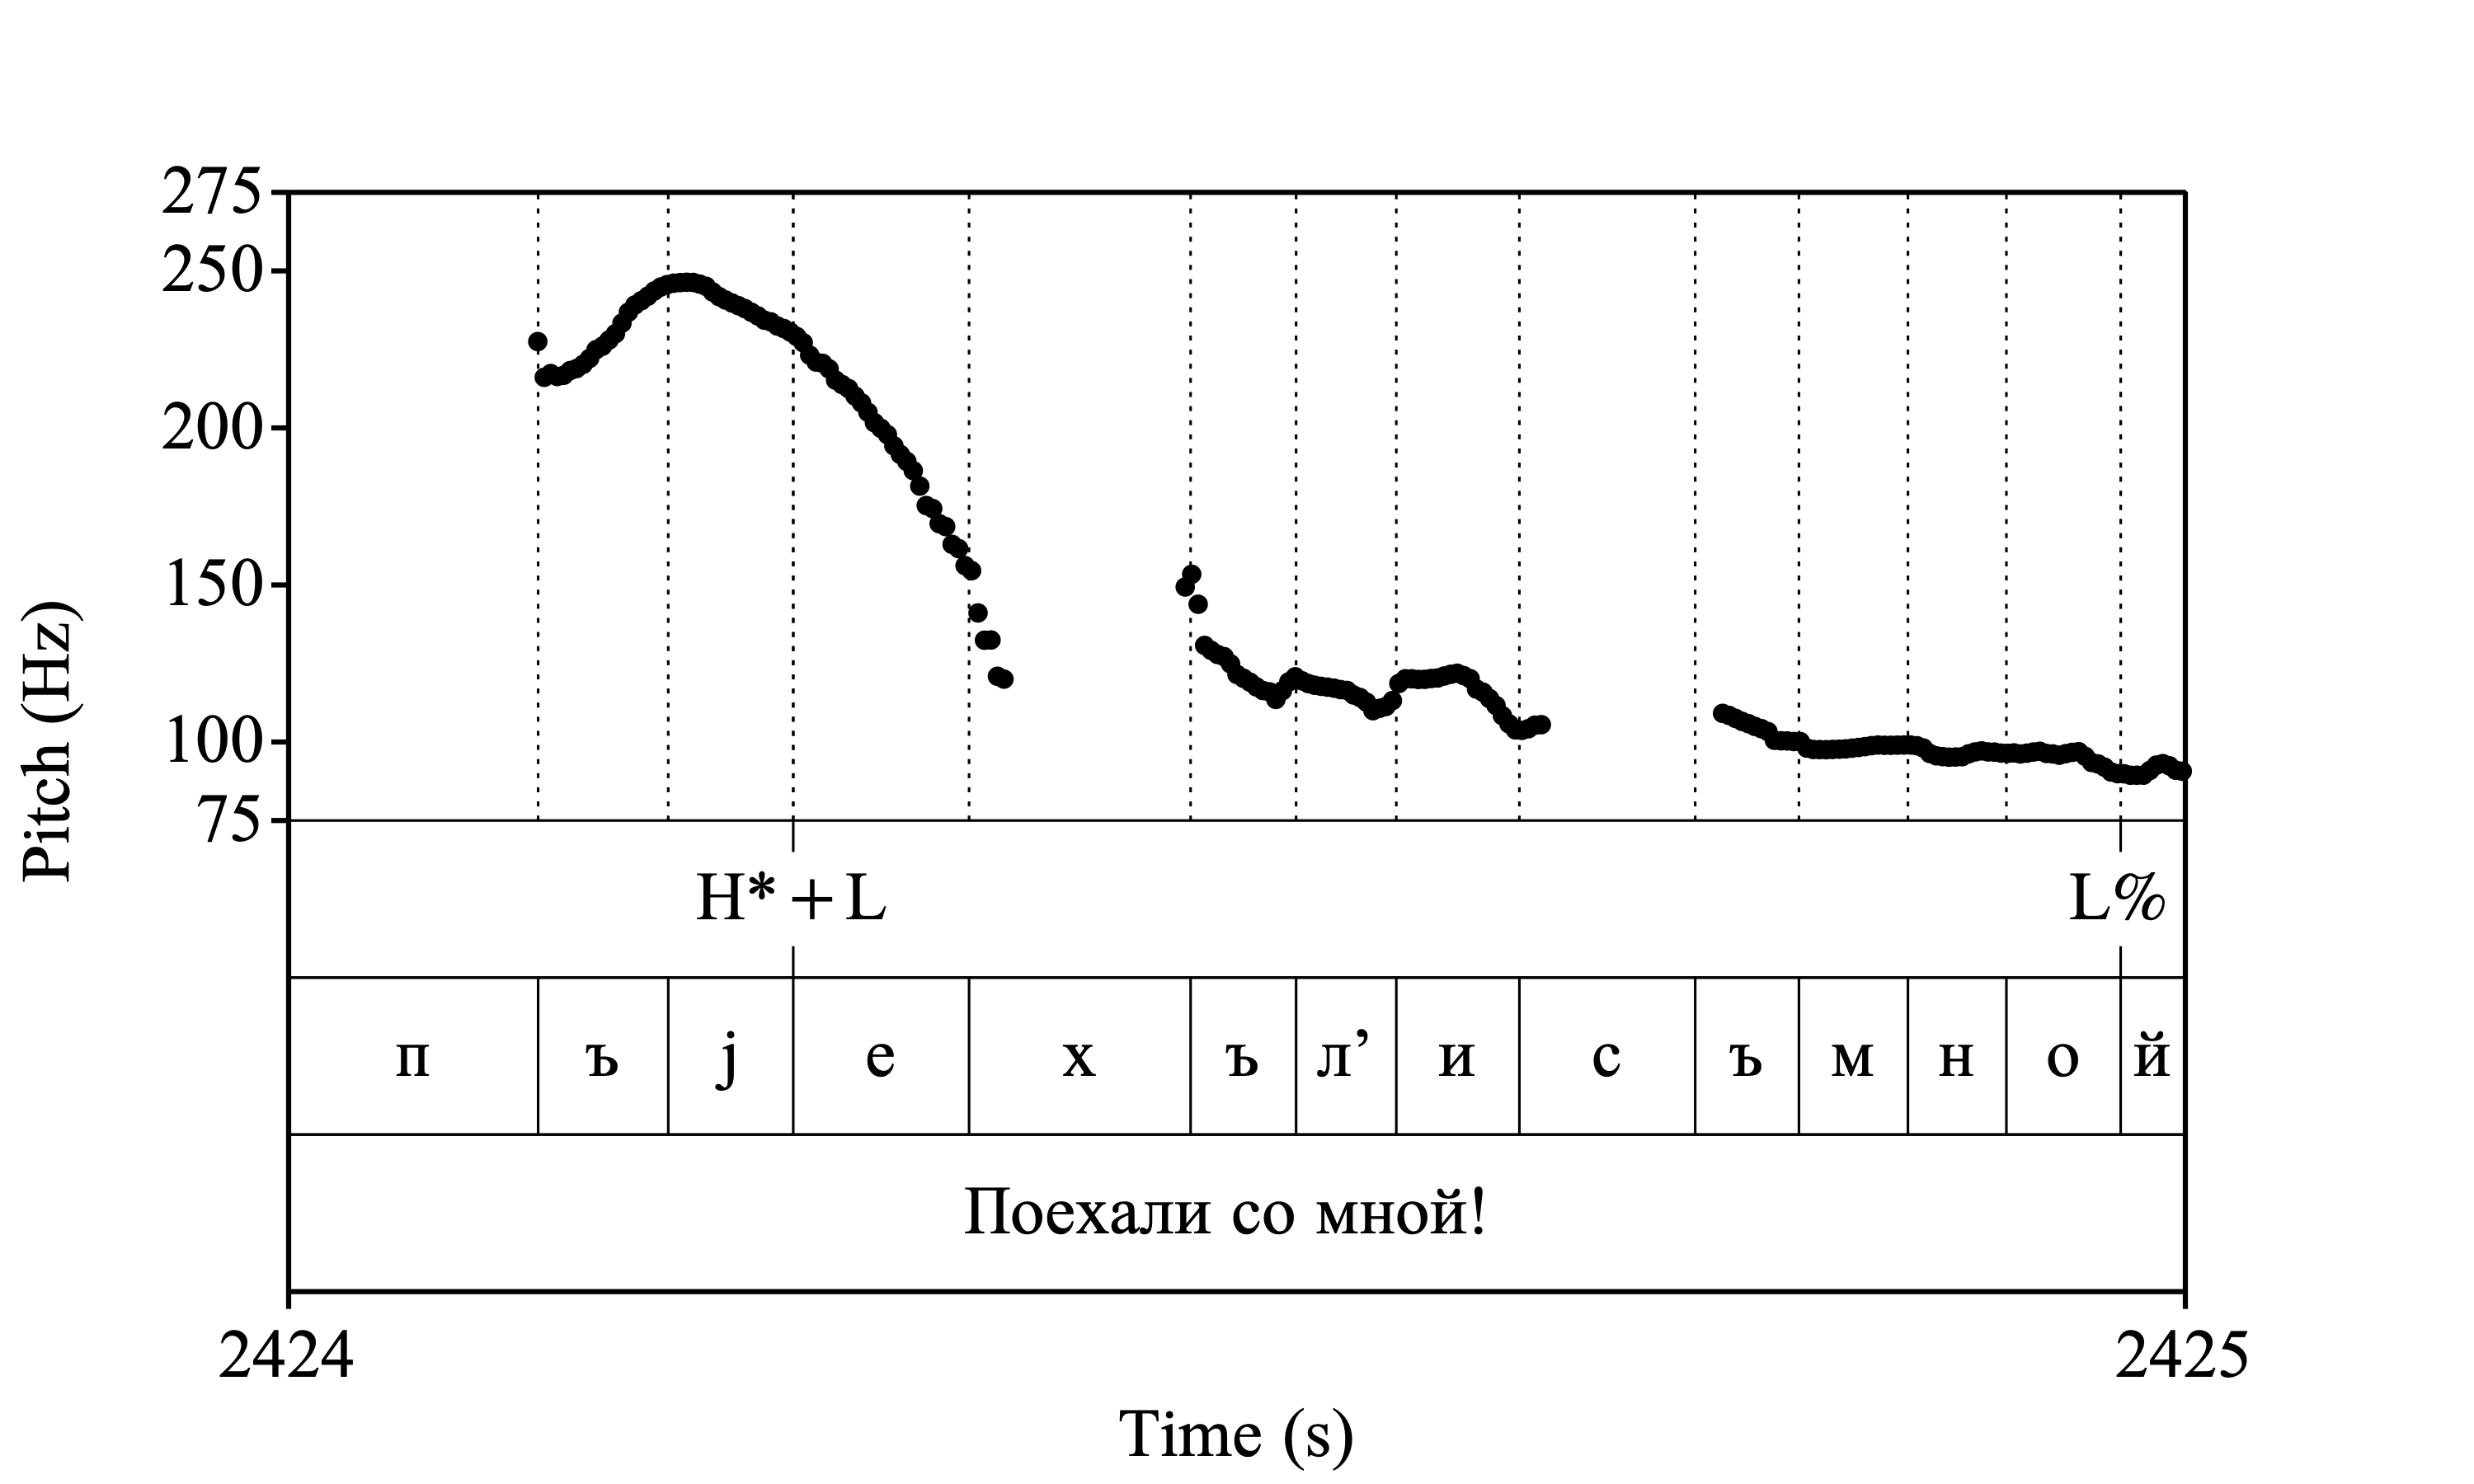 275
250
200
150
100
75
Pitch (Hz)
H*+L L%
п ъ j е х ъ л’ и с ъ м н о й
Поехали со мной!
2424 2425
Time (s)